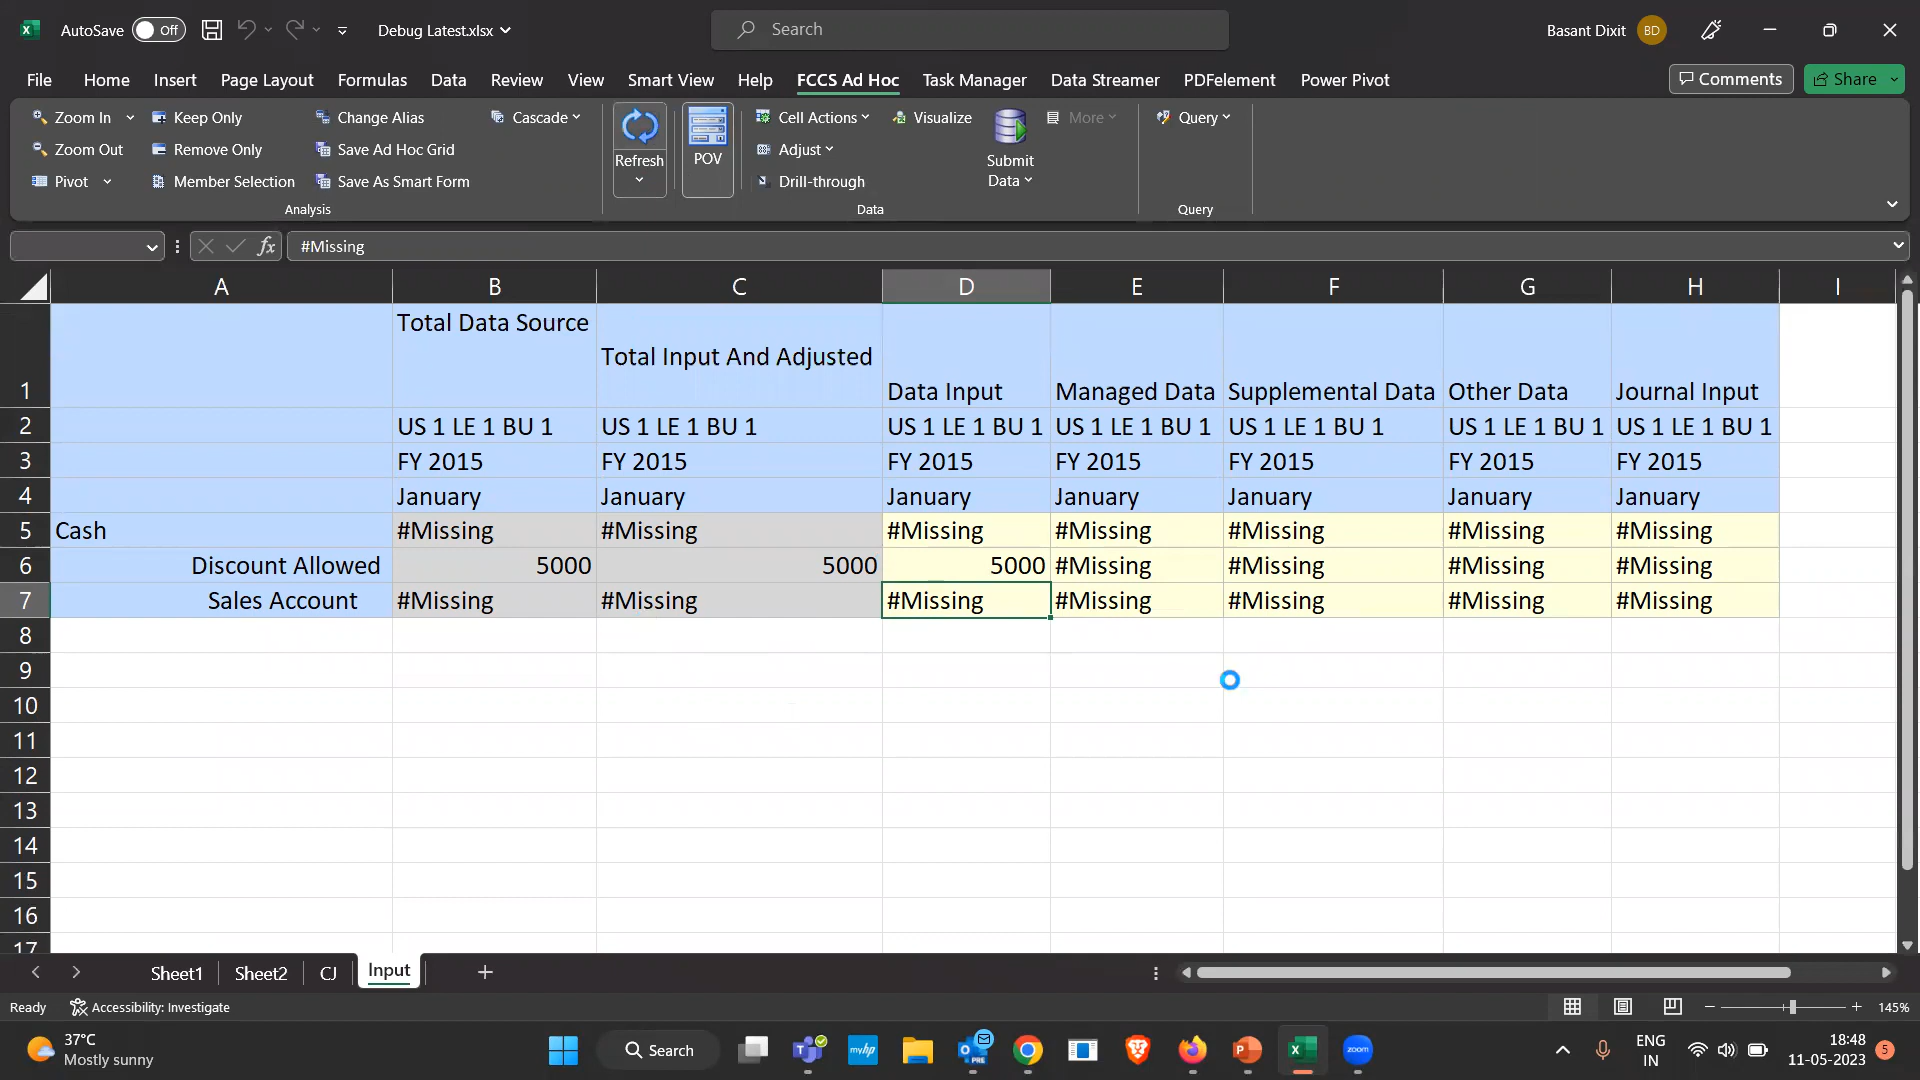 AutoSave Off Debug Latest.xlsx Search Basant Dixit BD
File Home Insert Page Layout Formulas Data Review View Smart View Help FCCS Ad Hoc Task Manager Data Streamer PDFelement Power Pivot Comments Share
Zoom In Keep Only Change Alias Cascade Cell Actions Visualize More Query
Zoom Out Remove Only Save Ad Hoc Grid Refresh POV Adjust Submit Data
Pivot Member Selection Save As Smart Form Drill-through
Analysis Data Query
fx #Missing
A B C D E F G H I
1 Total Data Source Total Input And Adjusted Data Input Managed Data Supplemental Data Other Data Journal Input
2 US 1 LE 1 BU 1 US 1 LE 1 BU 1 US 1 LE 1 BU 1 US 1 LE 1 BU 1 US 1 LE 1 BU 1 US 1 LE 1 BU 1 US 1 LE 1 BU 1
3 FY 2015 FY 2015 FY 2015 FY 2015 FY 2015 FY 2015 FY 2015
4 January January January January January January January
5 Cash #Missing #Missing #Missing #Missing #Missing #Missing #Missing
6 Discount Allowed 5000 5000 5000 #Missing #Missing #Missing #Missing
7 Sales Account #Missing #Missing #Missing #Missing #Missing #Missing #Missing
8
9
10
11
12
13
14
15
16
17
Sheet1 Sheet2 CJ Input
Ready Accessibility: Investigate 145%
37°C
Mostly sunny
Search
myhp
PRE
zoom
ENG
IN
18:48
11-05-2023
5